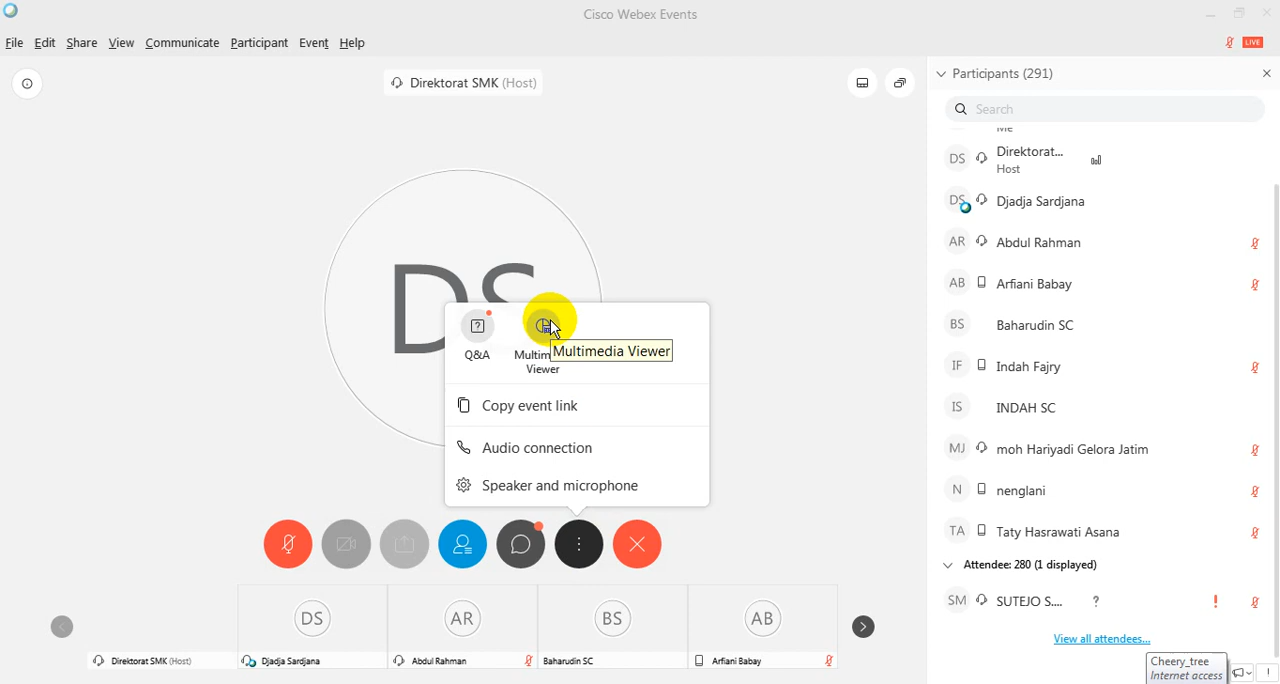 Cisco Webex Events
File Edit Share View Communicate Participant Event Help
LIVE
Direktorat SMK (Host)
DS
Q&A
Multimedia Viewer
Viewer
Copy event link
Audio connection
Speaker and microphone
DS
AR
BS
AB
Direktorat SMK (Host)
Djadja Sardjana
Abdul Rahman
Baharudin SC
Arfiani Babay
Participants (291)
Search
Me
DS Direktorat...
Host
DS Djadja Sardjana
AR Abdul Rahman
AB Arfiani Babay
BS Baharudin SC
IF Indah Fajry
IS INDAH SC
MJ moh Hariyadi Gelora Jatim
N nenglani
TA Taty Hasrawati Asana
Attendee: 280 (1 displayed)
SM SUTEJO S.... ? !
View all attendees...
Cheery_tree
Internet access